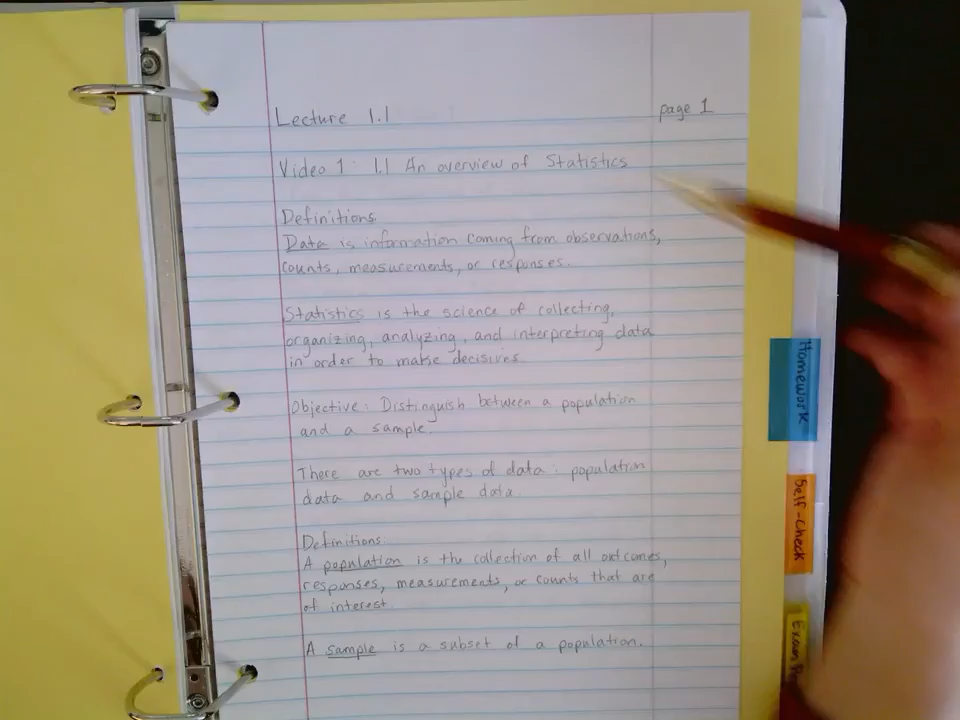 Lecture 1.1
page 1
Video 1: 1.1 An overview of Statistics
Definitions.
Data is information coming from observations,
counts, measurements, or responses.
Statistics is the science of collecting,
organizing, analyzing, and interpreting data
in order to make decisives.
Objective: Distinguish between a population
and a sample.
There are two types of data: population
data and sample data.
Definitions.
A population is the collection of all outcomes,
responses, measurements, or counts that are
of interest.
A sample is a subset of a population.
Homework
Self-Check
Exam